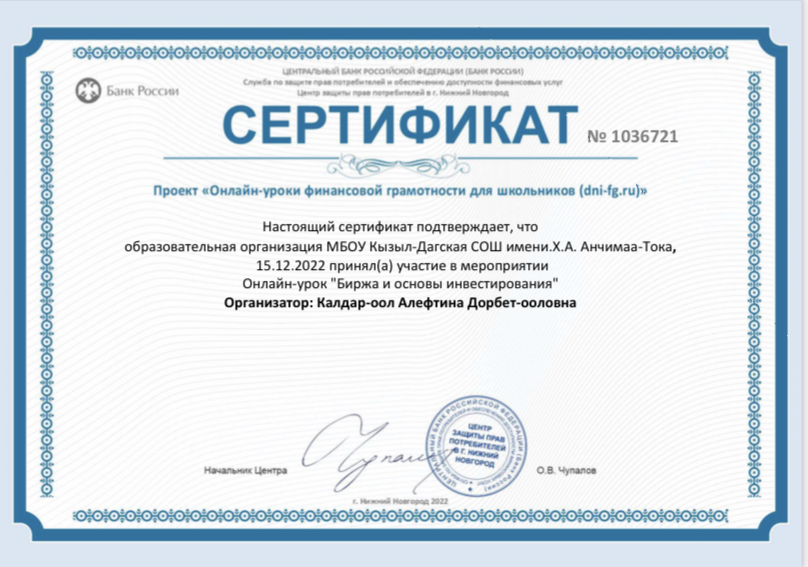 ЦЕНТРАЛЬНЫЙ БАНК РОССИЙСКОЙ ФЕДЕРАЦИИ (БАНК РОССИИ)
Служба по защите прав потребителей и обеспечению доступности финансовых услуг
Центр защиты прав потребителей в г. Нижний Новгород
Банк России
СЕРТИФИКАТ № 1036721
Проект «Онлайн-уроки финансовой грамотности для школьников (dni-fg.ru)»
Настоящий сертификат подтверждает, что
образовательная организация МБОУ Кызыл-Дагская СОШ имени.Х.А. Анчимаа-Тока,
15.12.2022 принял(а) участие в мероприятии
Онлайн-урок "Биржа и основы инвестирования"
Организатор: Калдар-оол Алефтина Дорбет-ооловна
ЦЕНТР
ЗАЩИТЫ ПРАВ
ПОТРЕБИТЕЛЕЙ
В Г. НИЖНИЙ
НОВГОРОД
ЦЕНТРАЛЬНЫЙ БАНК РОССИЙСКОЙ ФЕДЕРАЦИИ (Банк России)
Начальник Центра
О.В. Чупалов
г. Нижний Новгород 2022